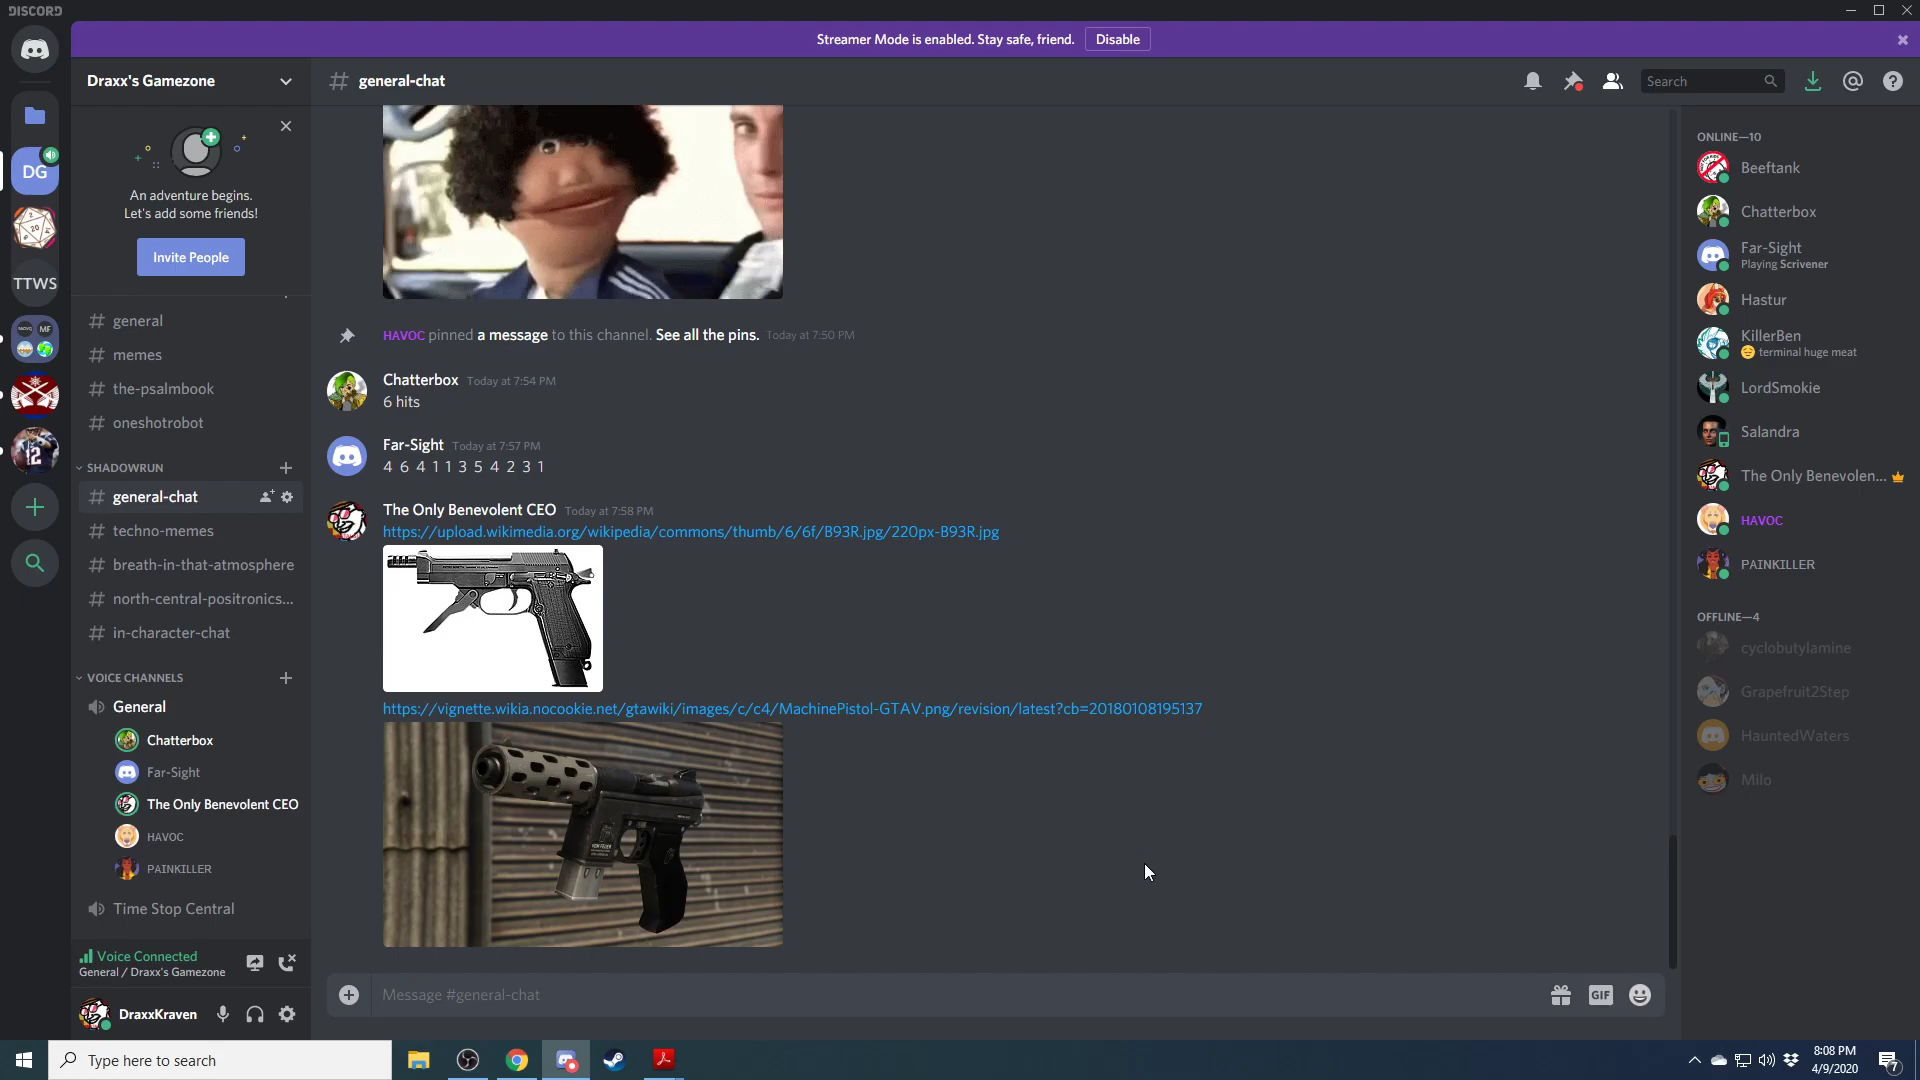 DISCORD
Streamer Mode is enabled. Stay safe, friend.
Disable
Draxx's Gamezone
general-chat
Search
DG
TTWS
An adventure begins.
Let's add some friends!
Invite People
general
memes
the-psalmbook
oneshotrobot
SHADOWRUN
general-chat
techno-memes
breath-in-that-atmosphere
north-central-positronics...
in-character-chat
VOICE CHANNELS
General
Chatterbox
Far-Sight
The Only Benevolent CEO
HAVOC
PAINKILLER
Time Stop Central
Voice Connected
General / Draxx's Gamezone
DraxxKraven
HAVOC pinned a message to this channel. See all the pins. Today at 7:50 PM
Chatterbox Today at 7:54 PM
6 hits
Far-Sight Today at 7:57 PM
4 6 4 1 1 3 5 4 2 3 1
The Only Benevolent CEO Today at 7:58 PM
https://upload.wikimedia.org/wikipedia/commons/thumb/6/6f/B93R.jpg/220px-B93R.jpg
https://vignette.wikia.nocookie.net/gtawiki/images/c/c4/MachinePistol-GTAV.png/revision/latest?cb=20180108195137
Message #general-chat
GIF
ONLINE—10
Beeftank
Chatterbox
Far-Sight
Playing Scrivener
Hastur
KillerBen
terminal huge meat
LordSmokie
Salandra
The Only Benevolen...
HAVOC
PAINKILLER
OFFLINE—4
cyclobutylamine
Grapefruit2Step
HauntedWaters
Milo
Type here to search
8:08 PM
4/9/2020
7